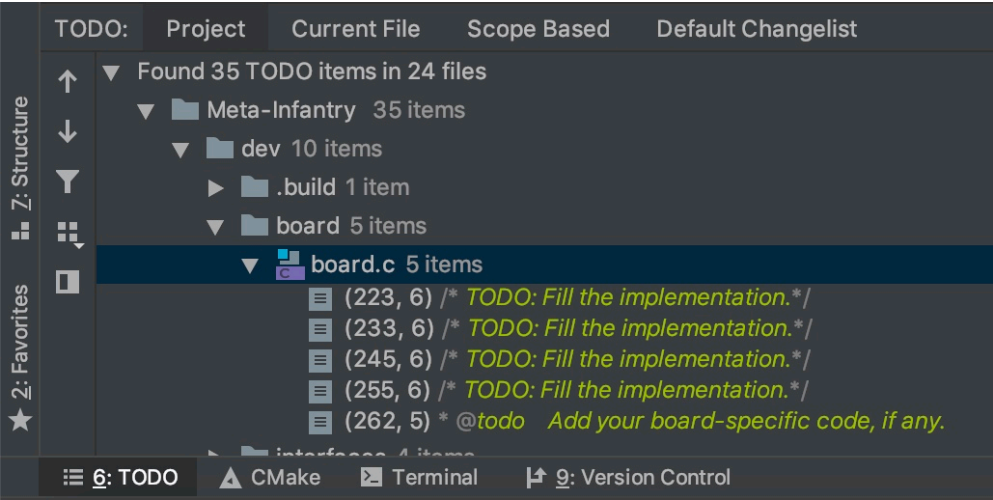 TODO: Project Current File Scope Based Default Changelist
Found 35 TODO items in 24 files
Meta-Infantry 35 items
dev 10 items
.build 1 item
board 5 items
board.c 5 items
(223, 6) /* TODO: Fill the implementation.*/
(233, 6) /* TODO: Fill the implementation.*/
(245, 6) /* TODO: Fill the implementation.*/
(255, 6) /* TODO: Fill the implementation.*/
(262, 5) * @todo Add your board-specific code, if any.
interfaces 4 items
Z: Structure
2: Favorites
6: TODO CMake Terminal 9: Version Control